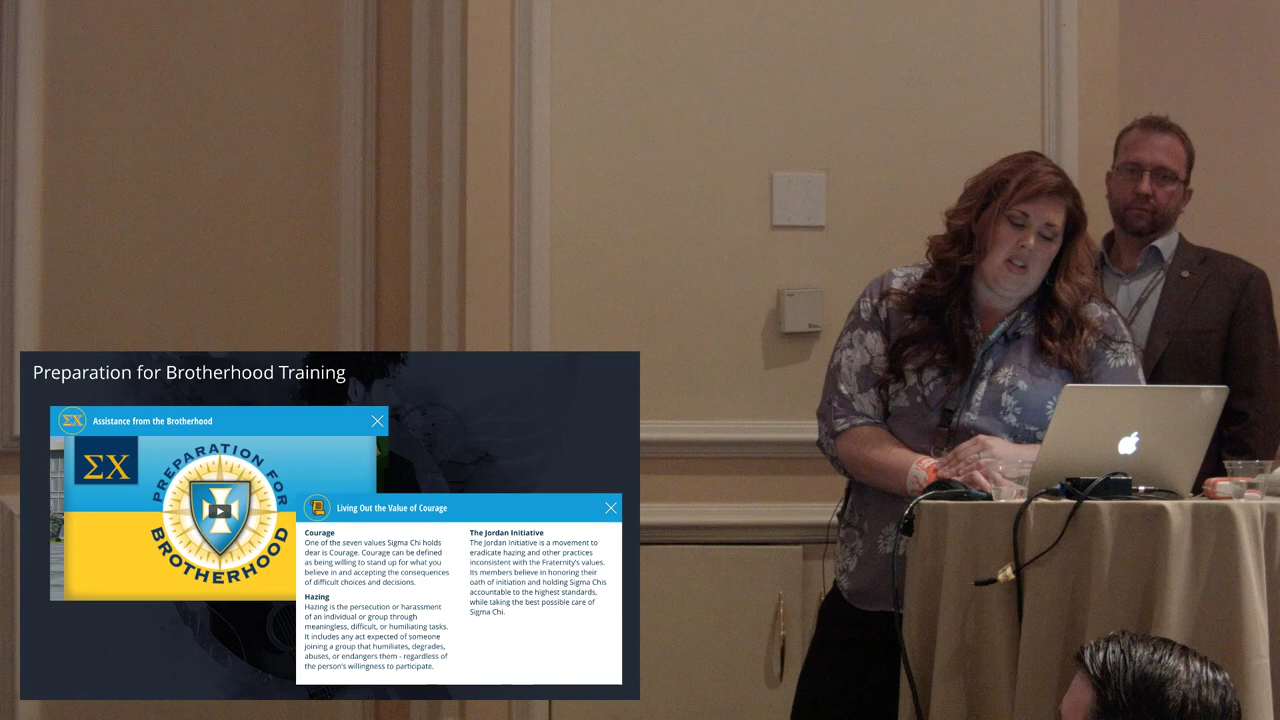 Preparation for Brotherhood Training
ΣΧ Assistance from the Brotherhood
ΣΧ
PREPARATION FOR
BROTHERHOOD
Living Out the Value of Courage
Courage
One of the seven values Sigma Chi holds
dear is Courage. Courage can be defined
as being willing to stand up for what you
believe in and accepting the consequences
of difficult choices and decisions.
Hazing
Hazing is the persecution or harassment
of an individual or group through
meaningless, difficult, or humiliating tasks.
It includes any act expected of someone
joining a group that humiliates, degrades,
abuses, or endangers them - regardless of
the person's willingness to participate.
The Jordan Initiative
The Jordan Initiative is a movement to
eradicate hazing and other practices
inconsistent with the Fraternity's values.
Its members believe in honoring their
oath of initiation and holding Sigma Chis
accountable to the highest standards,
while taking the best possible care of
Sigma Chi.